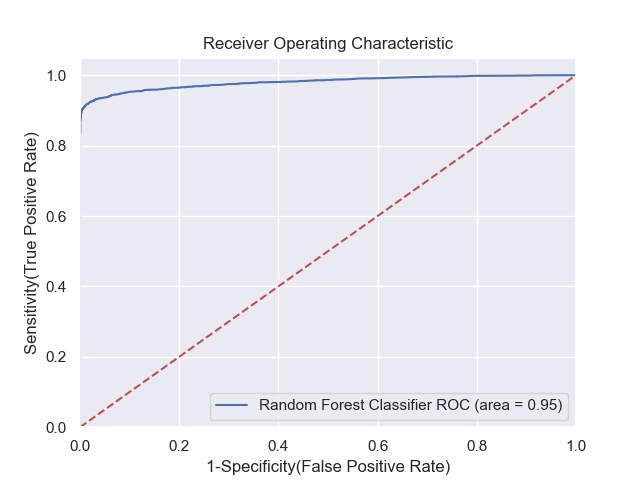 Receiver Operating Characteristic
Sensitivity(True Positive Rate)
1.0
0.8
0.6
0.4
0.2
0.0
Random Forest Classifier ROC (area = 0.95)
0.0 0.2 0.4 0.6 0.8 1.0
1-Specificity(False Positive Rate)